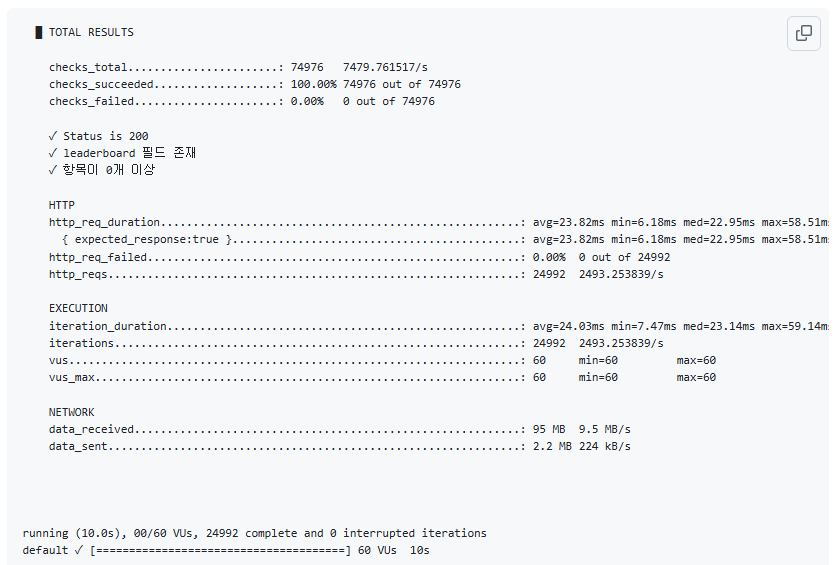 █ TOTAL RESULTS
checks_total.......................: 74976 7479.761517/s
checks_succeeded...................: 100.00% 74976 out of 74976
checks_failed......................: 0.00% 0 out of 74976
✓ Status is 200
✓ leaderboard 필드 존재
✓ 항목이 0개 이상
HTTP
http_req_duration.......................................................: avg=23.82ms min=6.18ms med=22.95ms max=58.51ms
{ expected_response:true }............................................: avg=23.82ms min=6.18ms med=22.95ms max=58.51ms
http_req_failed.........................................................: 0.00% 0 out of 24992
http_reqs...............................................................: 24992 2493.253839/s
EXECUTION
iteration_duration......................................................: avg=24.03ms min=7.47ms med=23.14ms max=59.14ms
iterations..............................................................: 24992 2493.253839/s
vus.....................................................................: 60 min=60 max=60
vus_max.................................................................: 60 min=60 max=60
NETWORK
data_received...........................................................: 95 MB 9.5 MB/s
data_sent...............................................................: 2.2 MB 224 kB/s
running (10.0s), 00/60 VUs, 24992 complete and 0 interrupted iterations
default ✓ [======================================] 60 VUs 10s